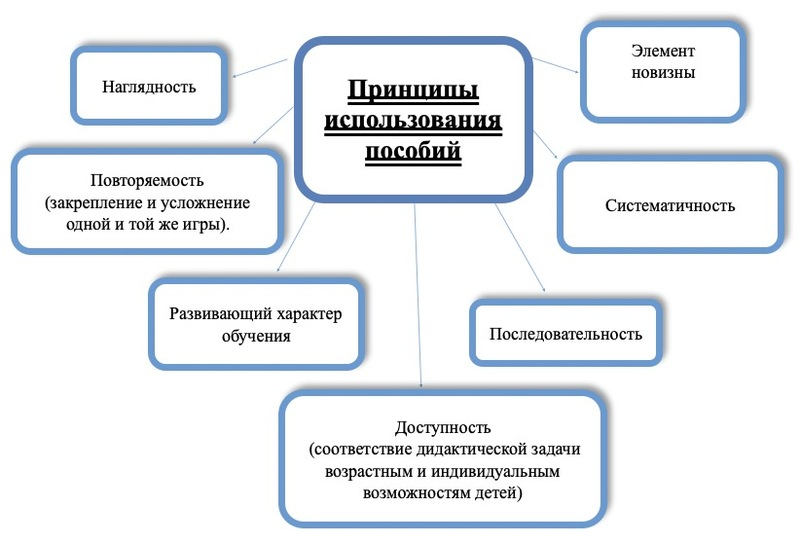 Принципы
использования
пособий
Наглядность
Элемент
новизны
Повторяемость
(закрепление и усложнение
одной и той же игры).
Систематичность
Развивающий характер
обучения
Последовательность
Доступность
(соответствие дидактической задачи
возрастным и индивидуальным
возможностям детей)